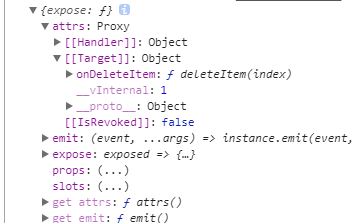 ▼ {expose: ƒ} i
▼ attrs: Proxy
▶ [[Handler]]: Object
▼ [[Target]]: Object
▶ onDeleteItem: ƒ deleteItem(index)
__vInternal: 1
▶ __proto__: Object
[[IsRevoked]]: false
▶ emit: (event, ...args) => instance.emit(event,
▶ expose: exposed => {…}
props: (...)
slots: (...)
▶ get attrs: ƒ attrs()
▶ get emit: ƒ emit()